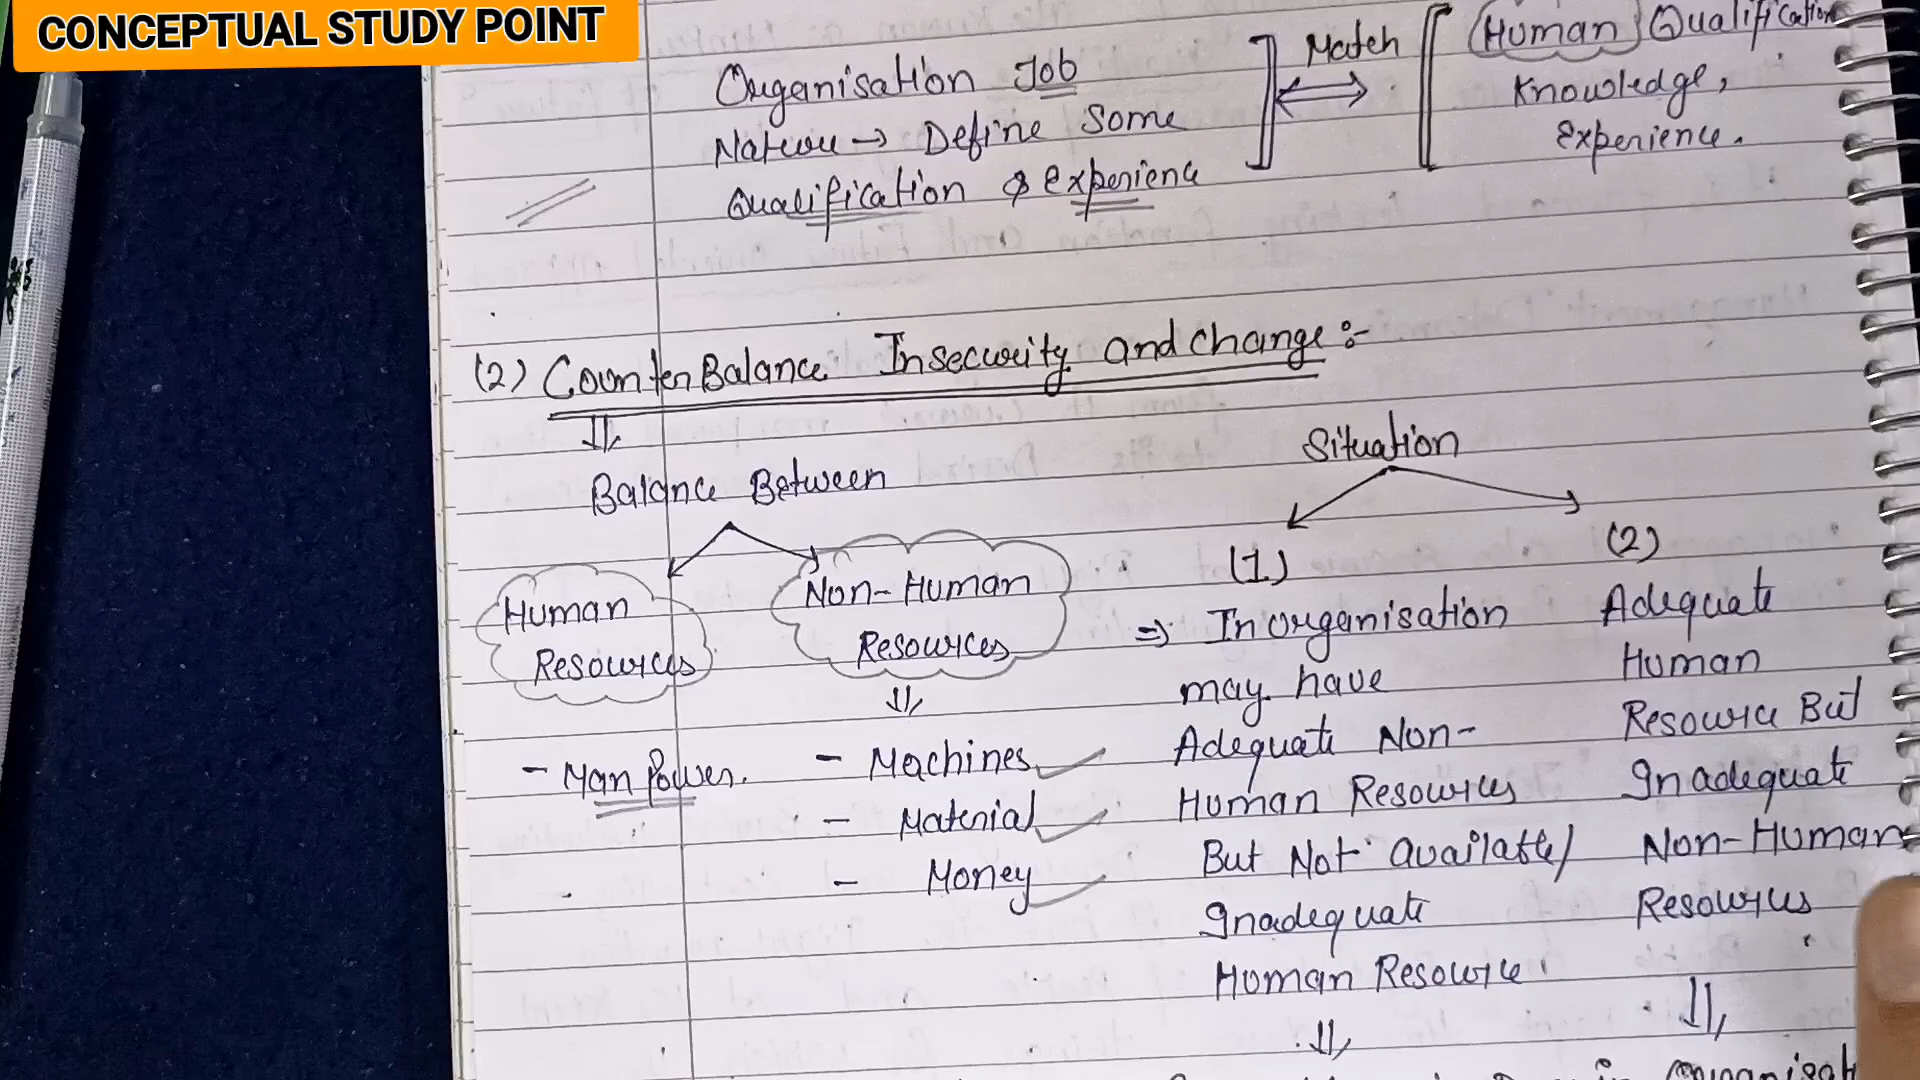 CONCEPTUAL STUDY POINT
Organisation Job
Nature → Define Some
Qualification & experience
Match
Human Qualification
Knowledge,
experience.
(2) Counter Balance Insecurity and change :-
Balance Between
Human
Resources
Non-Human
Resources
- Man Power.
- Machines
- Material
- Money
Situation
(1)
⇒ In organisation
may have
Adequate Non-
Human Resources
But Not available/
Inadequate
Human Resource
(2)
Adequate
Human
Resource But
Inadequate
Non-Human
Resources
in